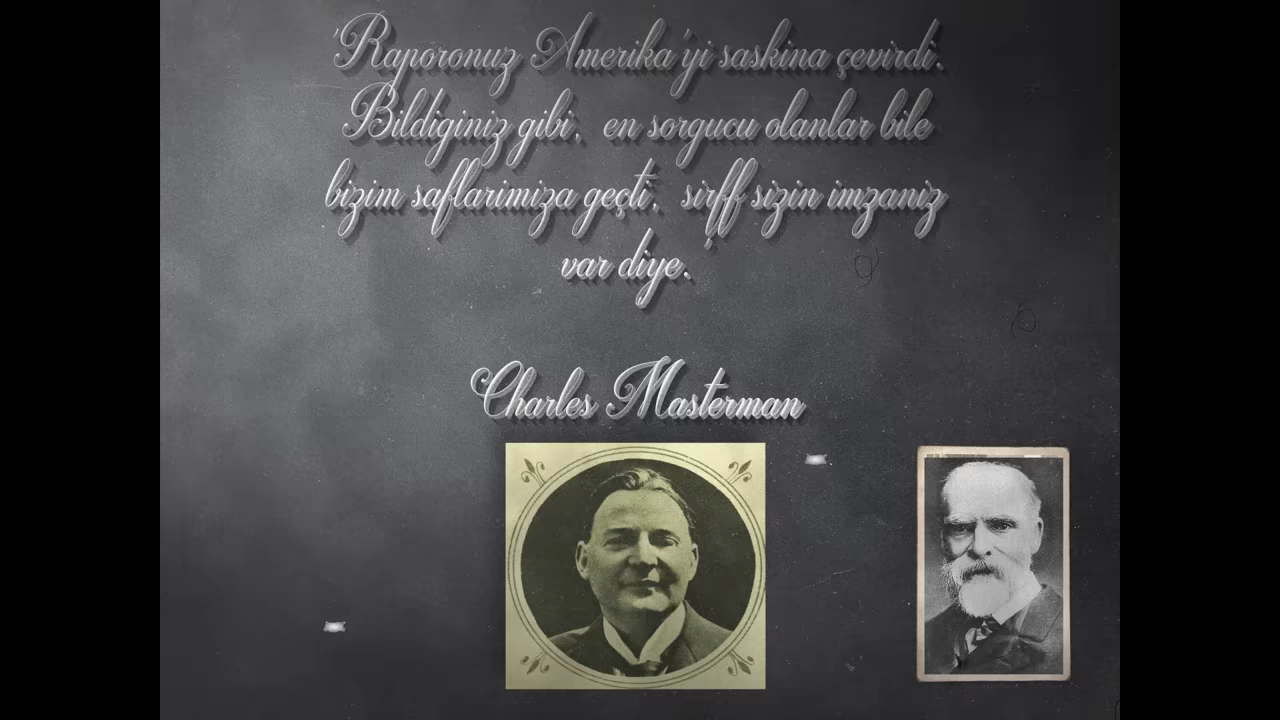 'Raporonuz Amerika'yi saskina çevirdi.
Bildiginiz gibi, en sorgucu olanlar bile
bizim saflarimiza geçti, sirff sizin imzaniz
var diye.
Charles Masterman